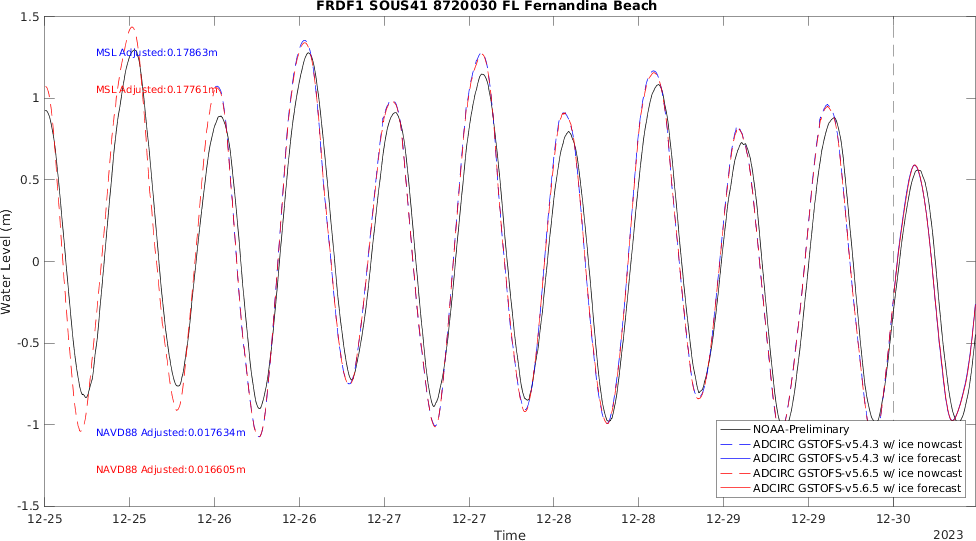 FRDF1 SOUS41 8720030 FL Fernandina Beach
1.5
1
0.5
0
-0.5
-1
-1.5
Water Level (m)
MSL Adjusted:0.17863m
MSL Adjusted:0.17761m
NAVD88 Adjusted:0.017634m
NAVD88 Adjusted:0.016605m
NOAA-Preliminary
ADCIRC GSTOFS-v5.4.3 w/ ice nowcast
ADCIRC GSTOFS-v5.4.3 w/ ice forecast
ADCIRC GSTOFS-v5.6.5 w/ ice nowcast
ADCIRC GSTOFS-v5.6.5 w/ ice forecast
12-25 12-25 12-26 12-26 12-27 12-27 12-28 12-28 12-29 12-29 12-30
Time
2023